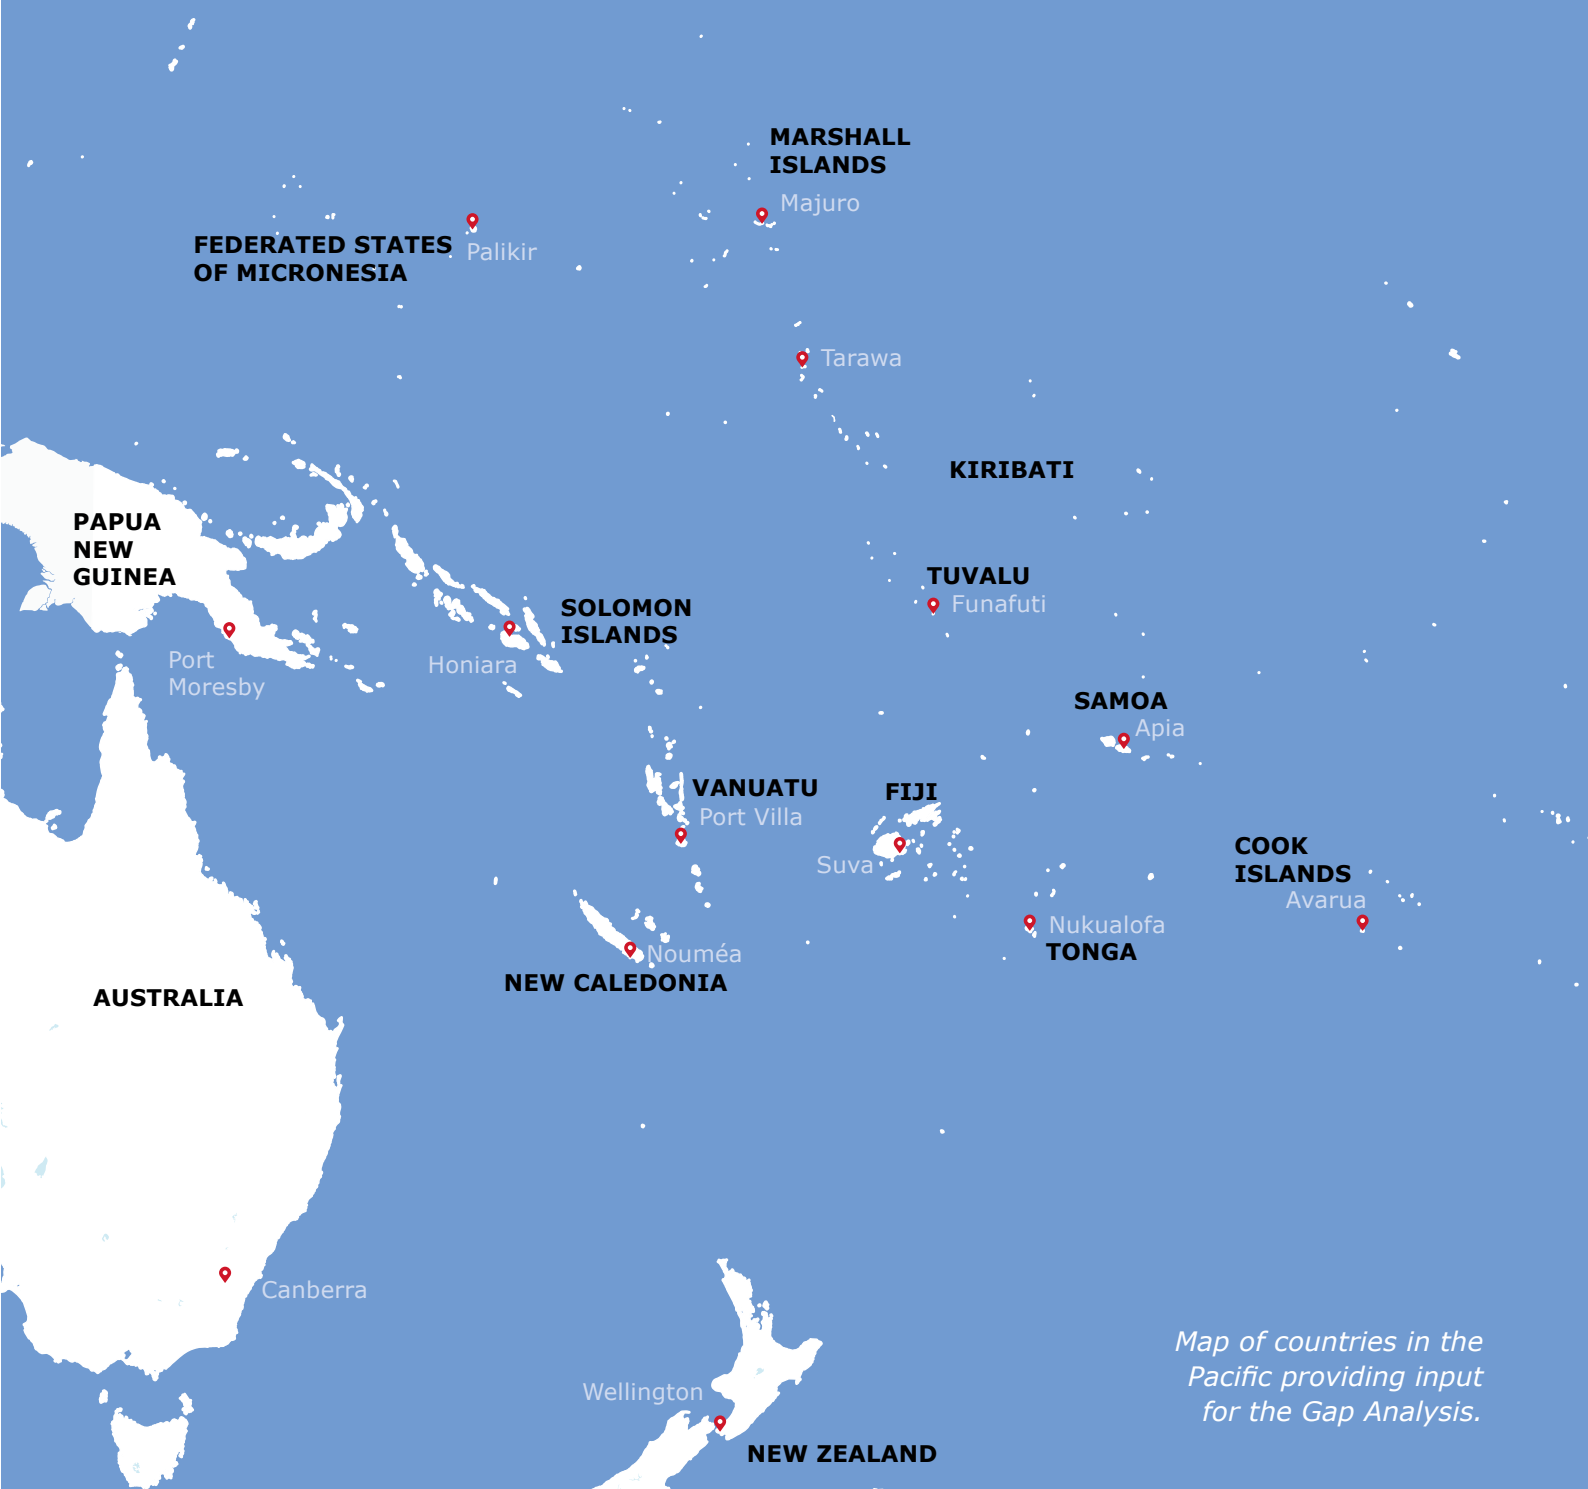 MARSHALL
ISLANDS
Majuro
FEDERATED STATES
OF MICRONESIA
Palikir
Tarawa
KIRIBATI
PAPUA
NEW
GUINEA
Port
Moresby
SOLOMON
ISLANDS
Honiara
TUVALU
Funafuti
SAMOA
Apia
VANUATU
Port Villa
FIJI
Suva
COOK
ISLANDS
Avarua
Nukualofa
TONGA
Nouméa
NEW CALEDONIA
AUSTRALIA
Canberra
Wellington
NEW ZEALAND
Map of countries in the
Pacific providing input
for the Gap Analysis.